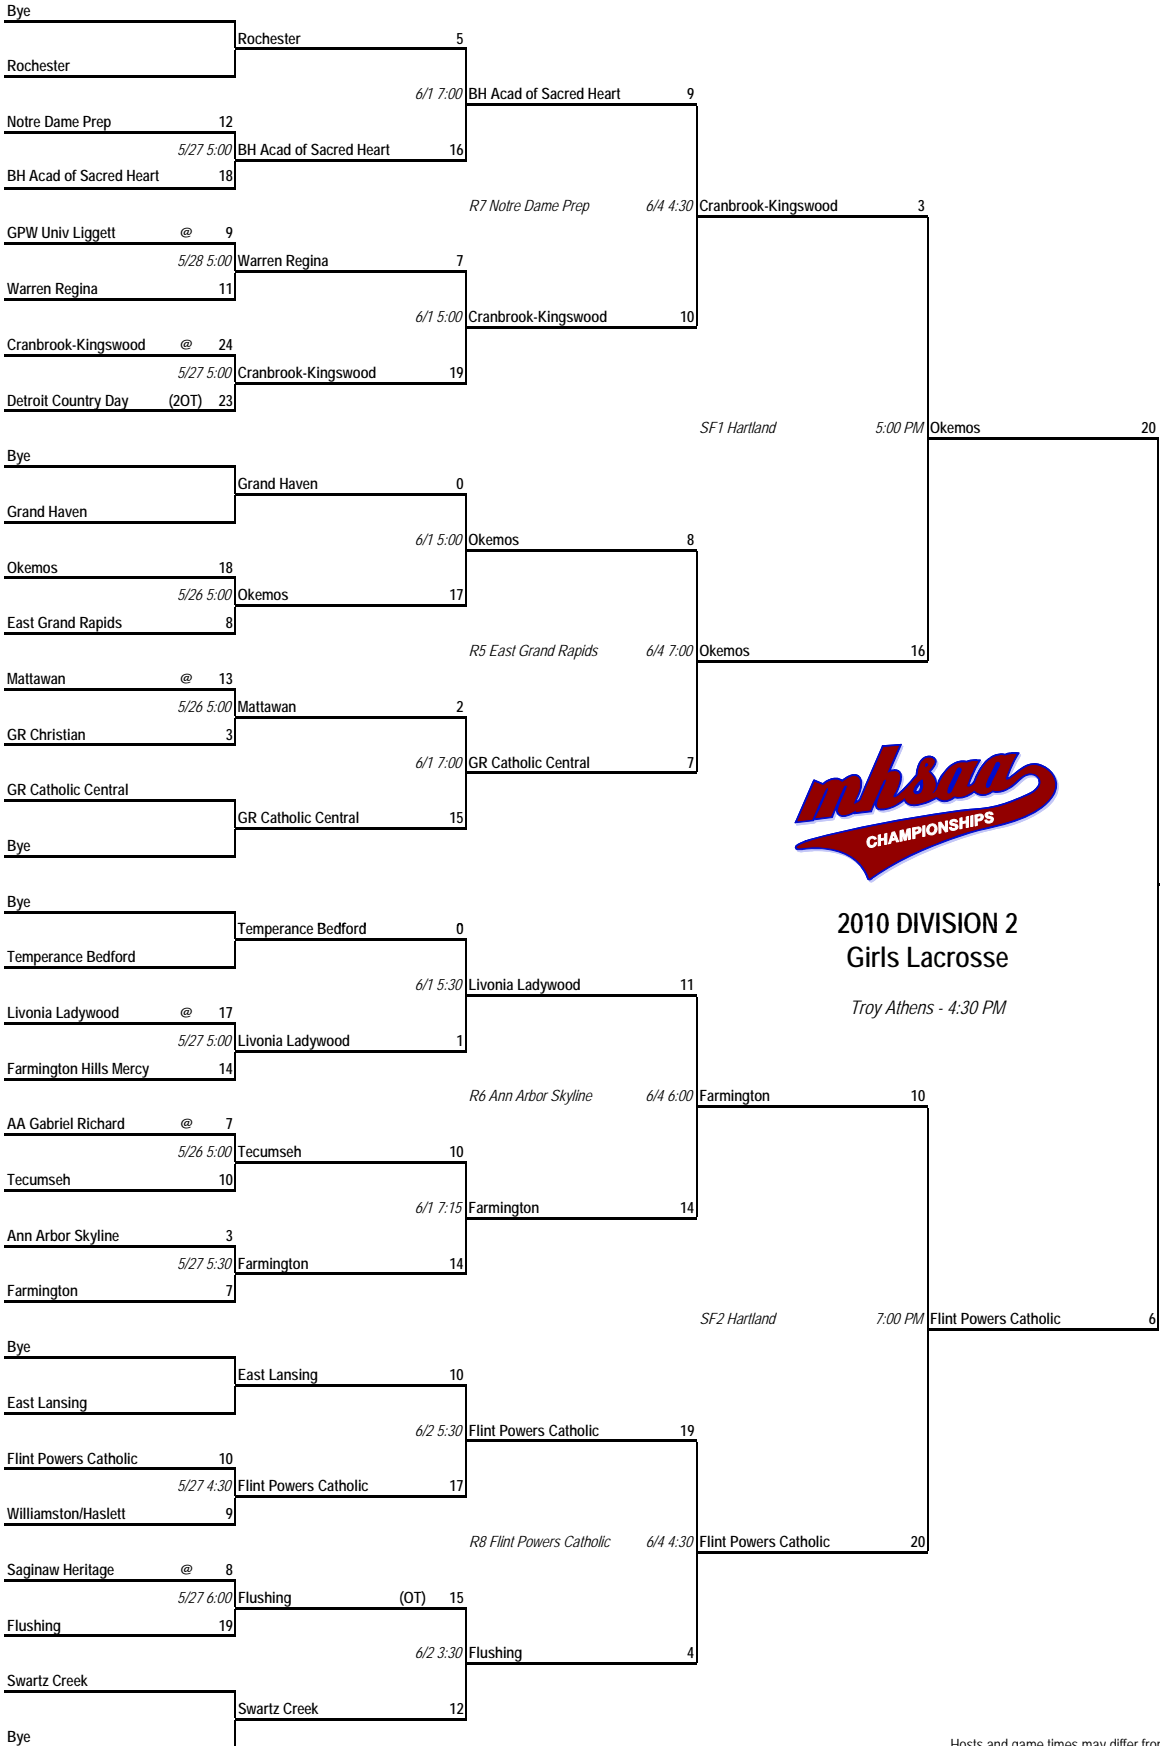 Bye
Rochester 5
Rochester
6/1 7:00 BH Acad of Sacred Heart 9
Notre Dame Prep 12
5/27 5:00 BH Acad of Sacred Heart 16
BH Acad of Sacred Heart 18
R7 Notre Dame Prep 6/4 4:30 Cranbrook-Kingswood 3
GPW Univ Liggett @ 9
5/28 5:00 Warren Regina 7
Warren Regina 11
6/1 5:00 Cranbrook-Kingswood 10
Cranbrook-Kingswood @ 24
5/27 5:00 Cranbrook-Kingswood 19
Detroit Country Day (2OT) 23
SF1 Hartland 5:00 PM Okemos 20
Bye
Grand Haven 0
Grand Haven
6/1 5:00 Okemos 8
Okemos 18
5/26 5:00 Okemos 17
East Grand Rapids 8
R5 East Grand Rapids 6/4 7:00 Okemos 16
Mattawan @ 13
5/26 5:00 Mattawan 2
GR Christian 3
6/1 7:00 GR Catholic Central 7
GR Catholic Central
GR Catholic Central 15
Bye
mhsaa
CHAMPIONSHIPS
Bye
2010 DIVISION 2
Temperance Bedford 0
Girls Lacrosse
Temperance Bedford
6/1 5:30 Livonia Ladywood 11
Troy Athens - 4:30 PM
Livonia Ladywood @ 17
5/27 5:00 Livonia Ladywood 1
Farmington Hills Mercy 14
R6 Ann Arbor Skyline 6/4 6:00 Farmington 10
AA Gabriel Richard @ 7
5/26 5:00 Tecumseh 10
Tecumseh 10
6/1 7:15 Farmington 14
Ann Arbor Skyline 3
5/27 5:30 Farmington 14
Farmington 7
SF2 Hartland 7:00 PM Flint Powers Catholic 6
Bye
East Lansing 10
East Lansing
6/2 5:30 Flint Powers Catholic 19
Flint Powers Catholic 10
5/27 4:30 Flint Powers Catholic 17
Williamston/Haslett 9
R8 Flint Powers Catholic 6/4 4:30 Flint Powers Catholic 20
Saginaw Heritage @ 8
5/27 6:00 Flushing (OT) 15
Flushing 19
6/2 3:30 Flushing 4
Swartz Creek
Swartz Creek 12
Bye
Hosts and game times may differ from